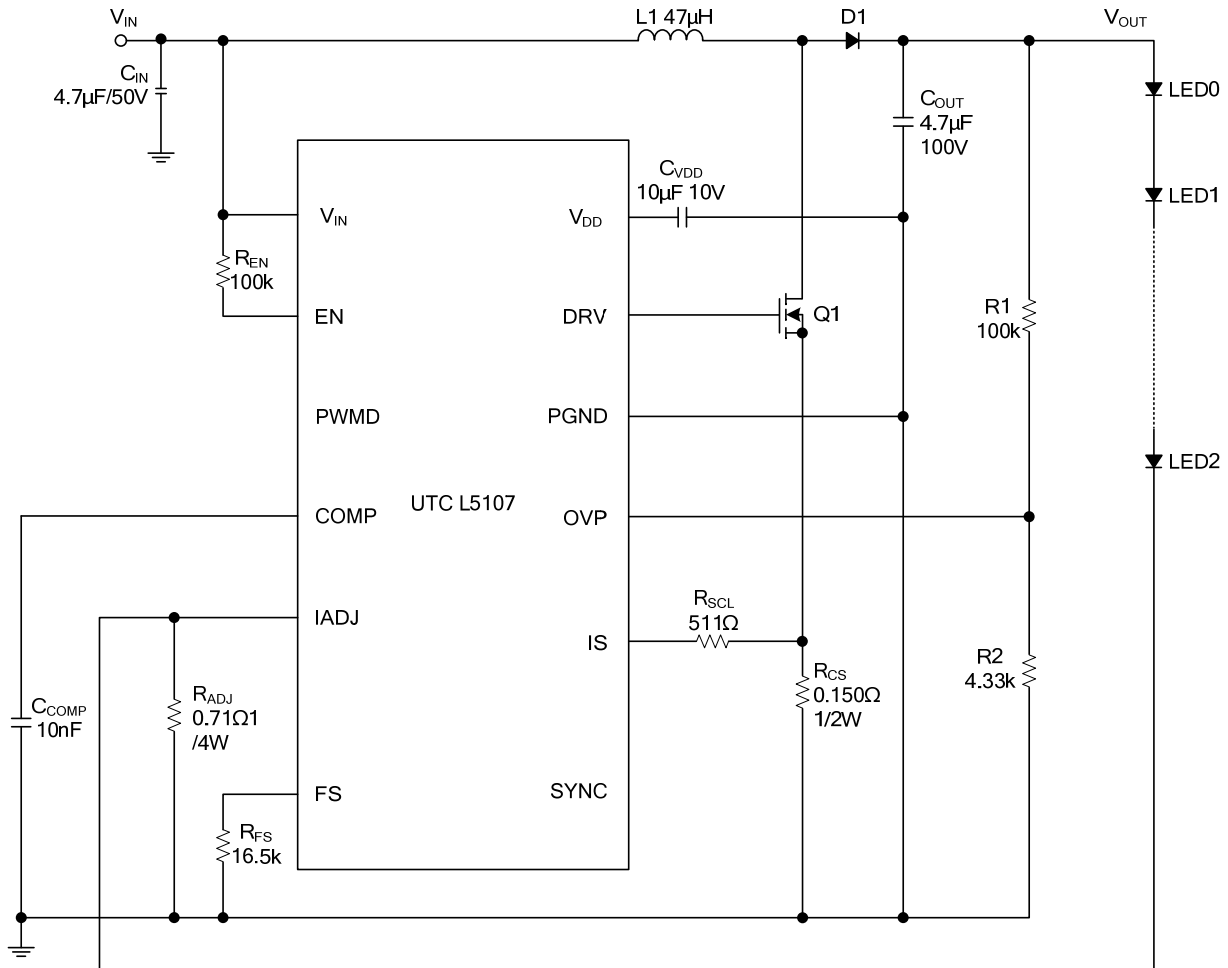 VIN
L1 47µH
D1
VOUT
CIN
4.7µF/50V
LED0
COUT
4.7µF
100V
CVDD
10µF 10V
LED1
VIN
VDD
REN
100k
EN
DRV
Q1
R1
100k
PWMD
PGND
LED2
UTC L5107
COMP
OVP
IADJ
RSCL
511Ω
IS
R2
4.33k
RCS
0.150Ω
1/2W
CCOMP
10nF
RADJ
0.71Ω1
/4W
FS
SYNC
RFS
16.5k